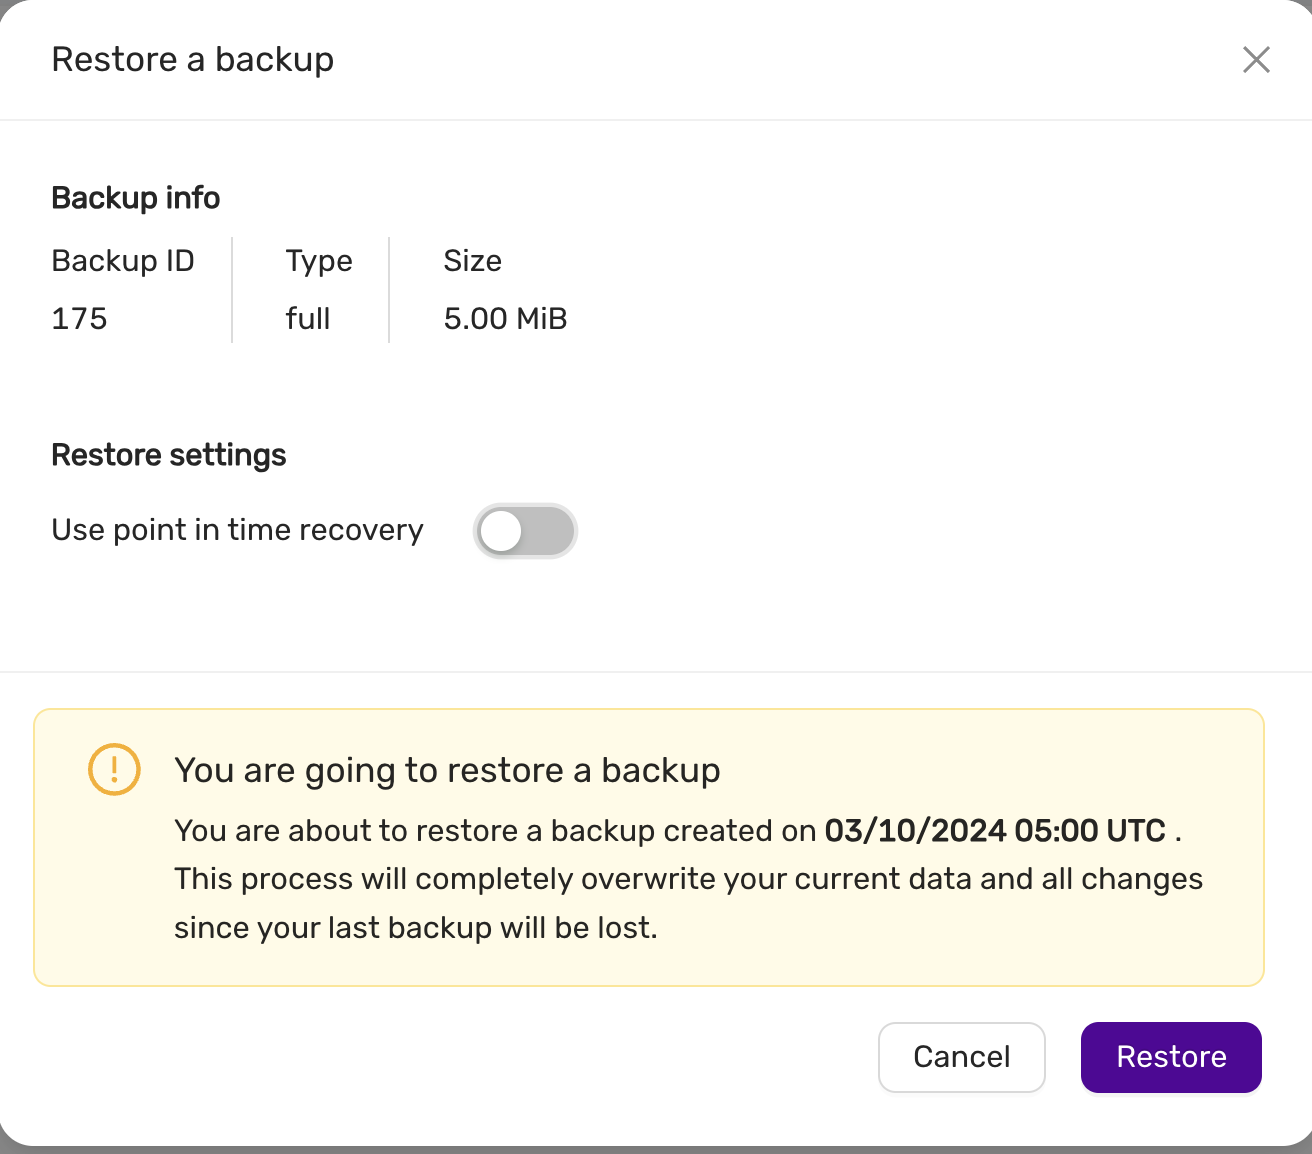 Restore a backup
Backup info
Backup ID Type Size
175 full 5.00 MiB
Restore settings
Use point in time recovery
You are going to restore a backup
You are about to restore a backup created on 03/10/2024 05:00 UTC .
This process will completely overwrite your current data and all changes
since your last backup will be lost.
Cancel Restore